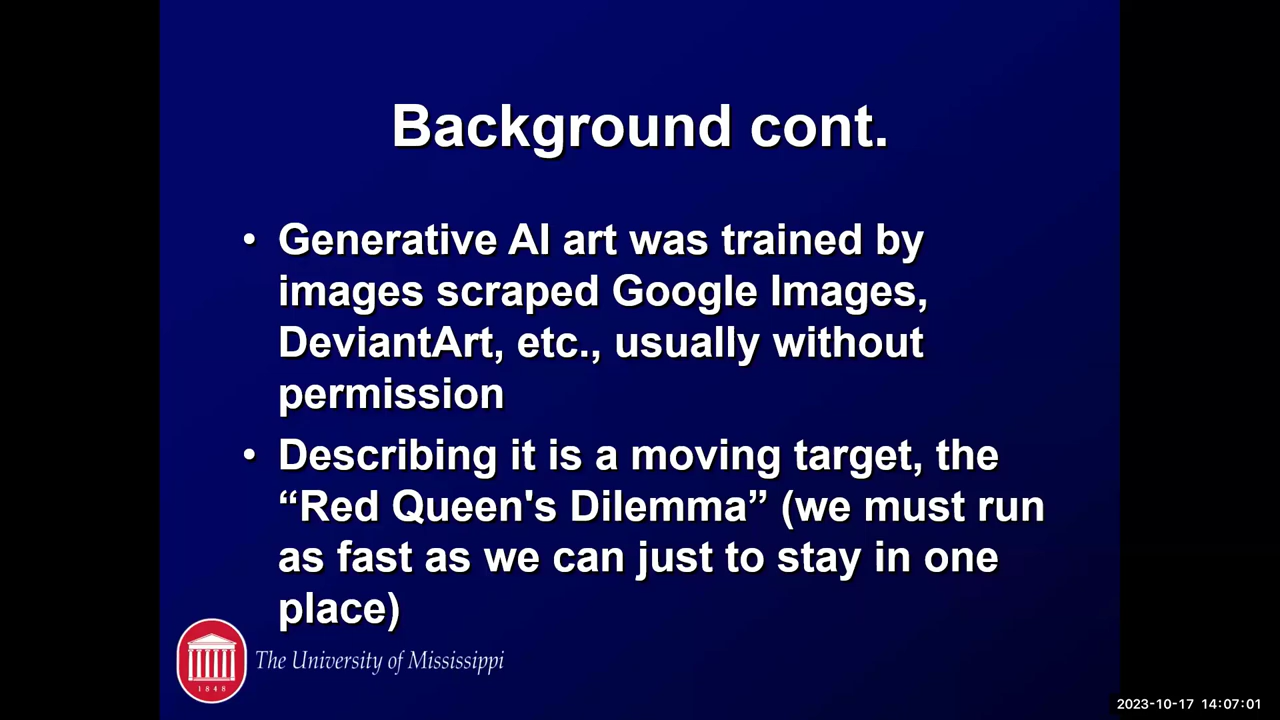 Background cont.
• Generative AI art was trained by
images scraped Google Images,
DeviantArt, etc., usually without
permission
• Describing it is a moving target, the
“Red Queen's Dilemma” (we must run
as fast as we can just to stay in one
place)
1848
The University of Mississippi
2023-10-17 14:07:01